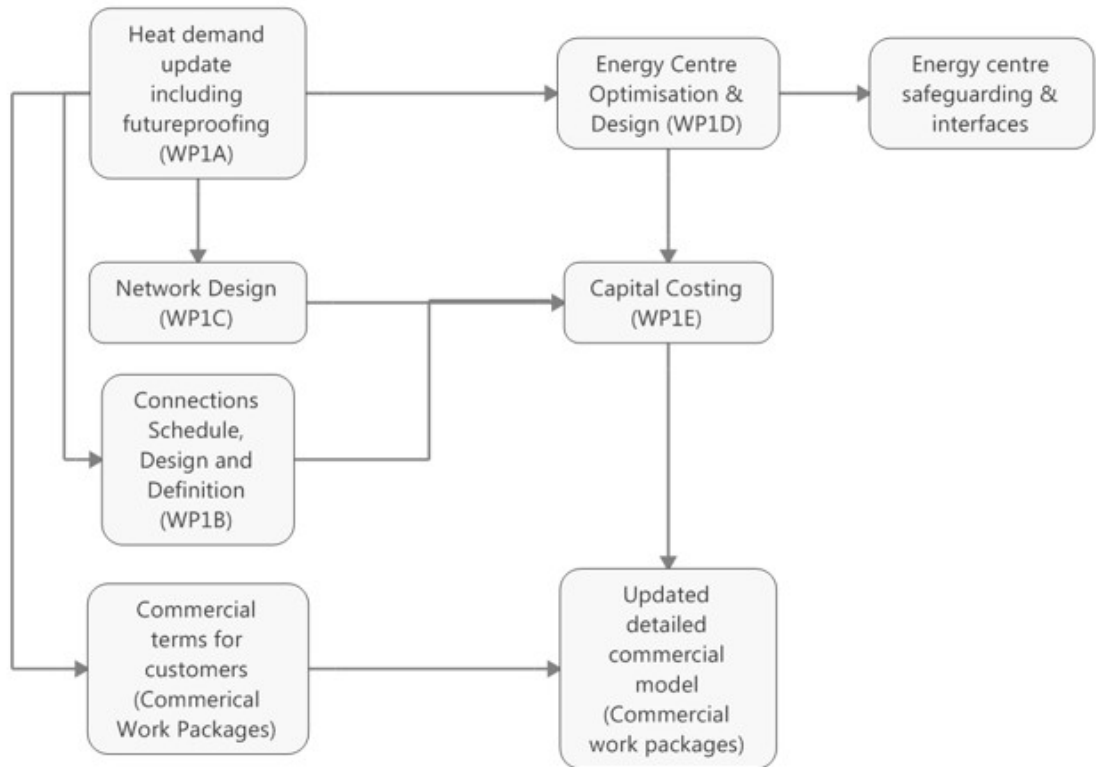 Heat demand
update
including
futureproofing
(WP1A)
Energy Centre
Optimisation &
Design (WP1D)
Energy centre
safeguarding &
interfaces
Network Design
(WP1C)
Capital Costing
(WP1E)
Connections
Schedule,
Design and
Definition
(WP1B)
Commercial
terms for
customers
(Commerical
Work Packages)
Updated
detailed
commercial
model
(Commercial
work packages)